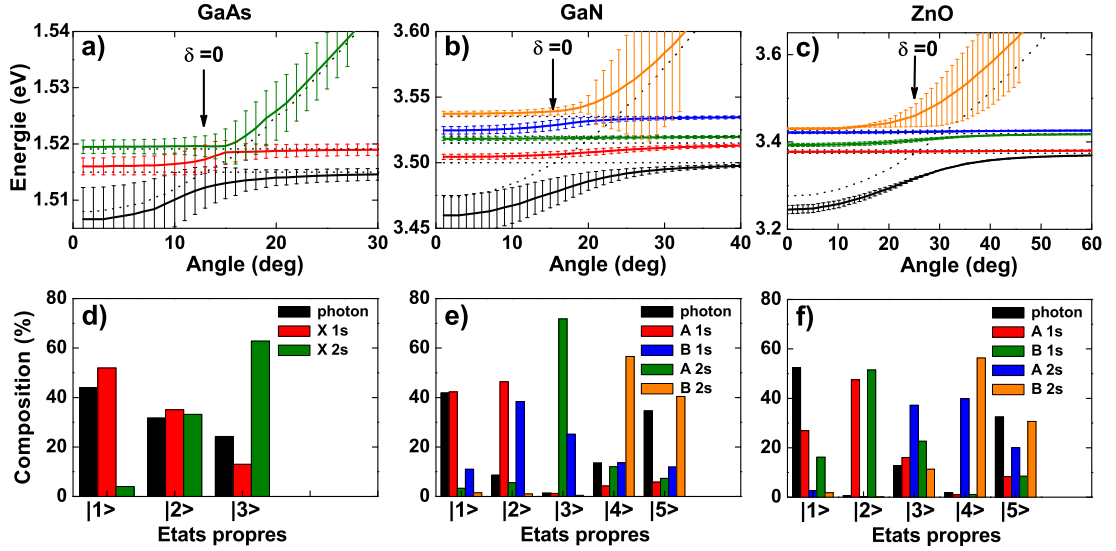 GaAs
GaN
ZnO
a)
b)
c)
δ =0
δ =0
δ =0
Energie (eV)
1.54
1.53
1.52
1.51
3.60
3.55
3.50
3.45
3.6
3.4
3.2
0 10 20 30
0 10 20 30 40
0 10 20 30 40 50 60
Angle (deg)
Angle (deg)
Angle (deg)
d)
photon
X 1s
X 2s
e)
photon
A 1s
B 1s
A 2s
B 2s
f)
photon
A 1s
B 1s
A 2s
B 2s
Composition (%)
80
60
40
20
0
80
60
40
20
0
80
60
40
20
0
|1> |2> |3>
|1> |2> |3> |4> |5>
|1> |2> |3> |4> |5>
Etats propres
Etats propres
Etats propres